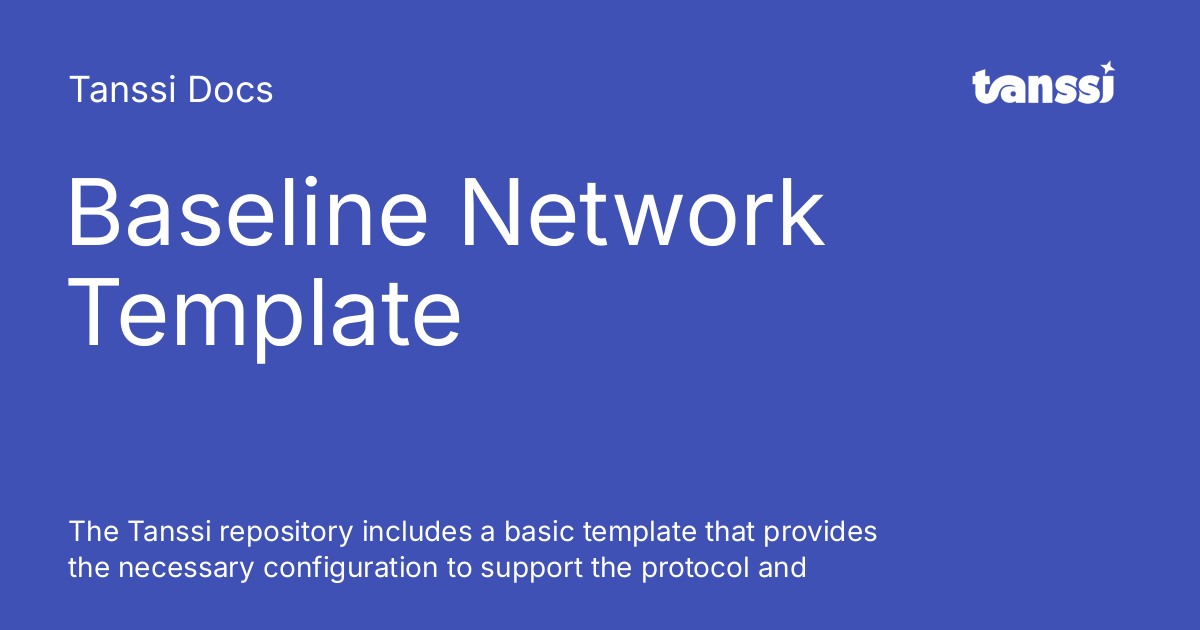 Tanssi Docs
tanssi
Baseline Network
Template
The Tanssi repository includes a basic template that provides
the necessary configuration to support the protocol and